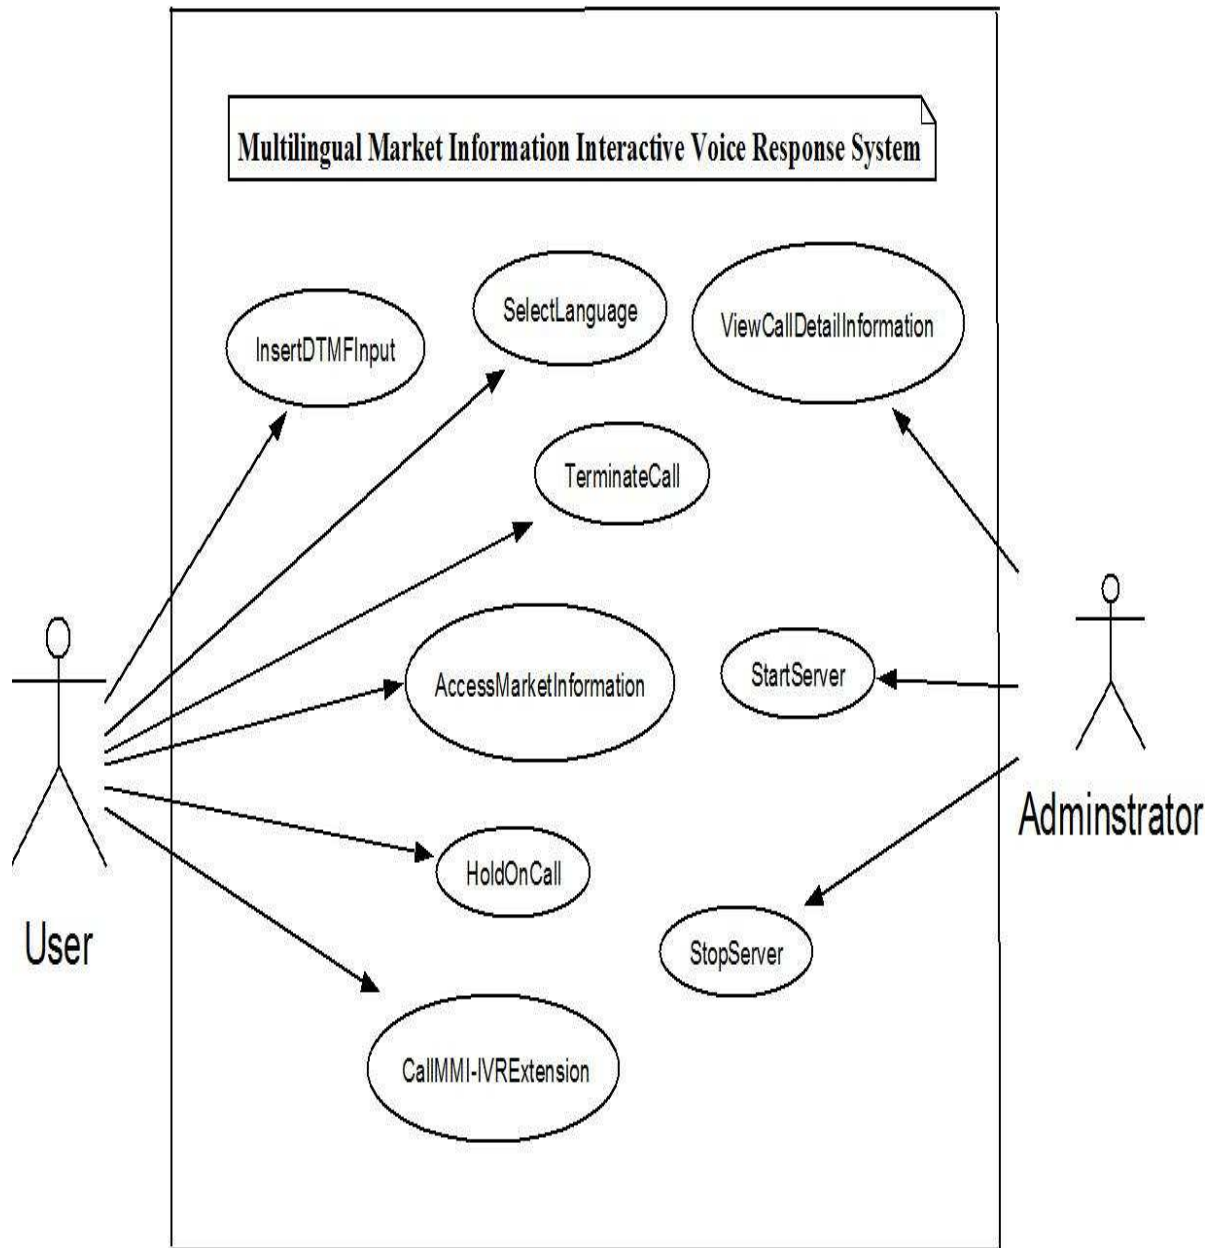 Multilingual Market Information Interactive Voice Response System
SelectLanguage
ViewCallDetailInformation
InsertDTMFInput
TerminateCall
AccessMarketInformation
StartServer
Adminstrator
HoldOnCall
User
StopServer
CallMMI-IVRExtension